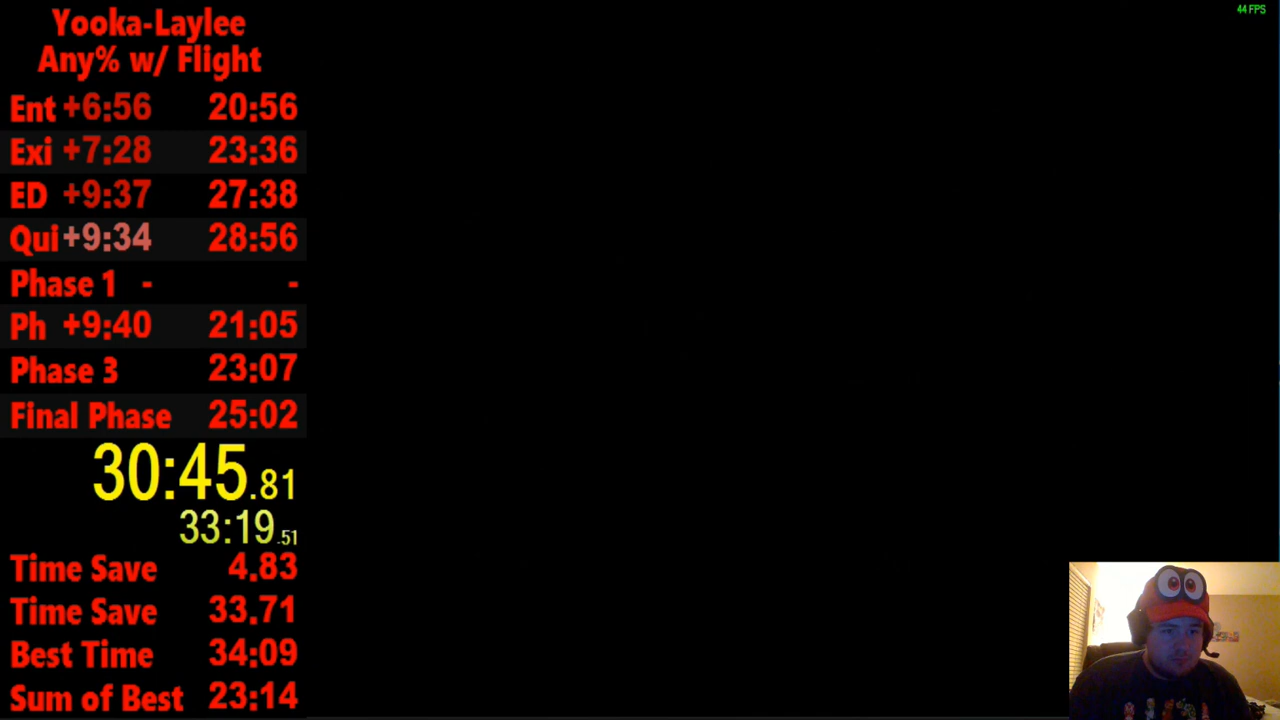 Yooka-Laylee
Any% w/ Flight
44 FPS
Ent +6:56 20:56
Exi +7:28 23:36
ED +9:37 27:38
Qui +9:34 28:56
Phase 1 - -
Ph +9:40 21:05
Phase 3 23:07
Final Phase 25:02
30:45.81
33:19.51
Time Save 4.83
Time Save 33.71
Best Time 34:09
Sum of Best 23:14